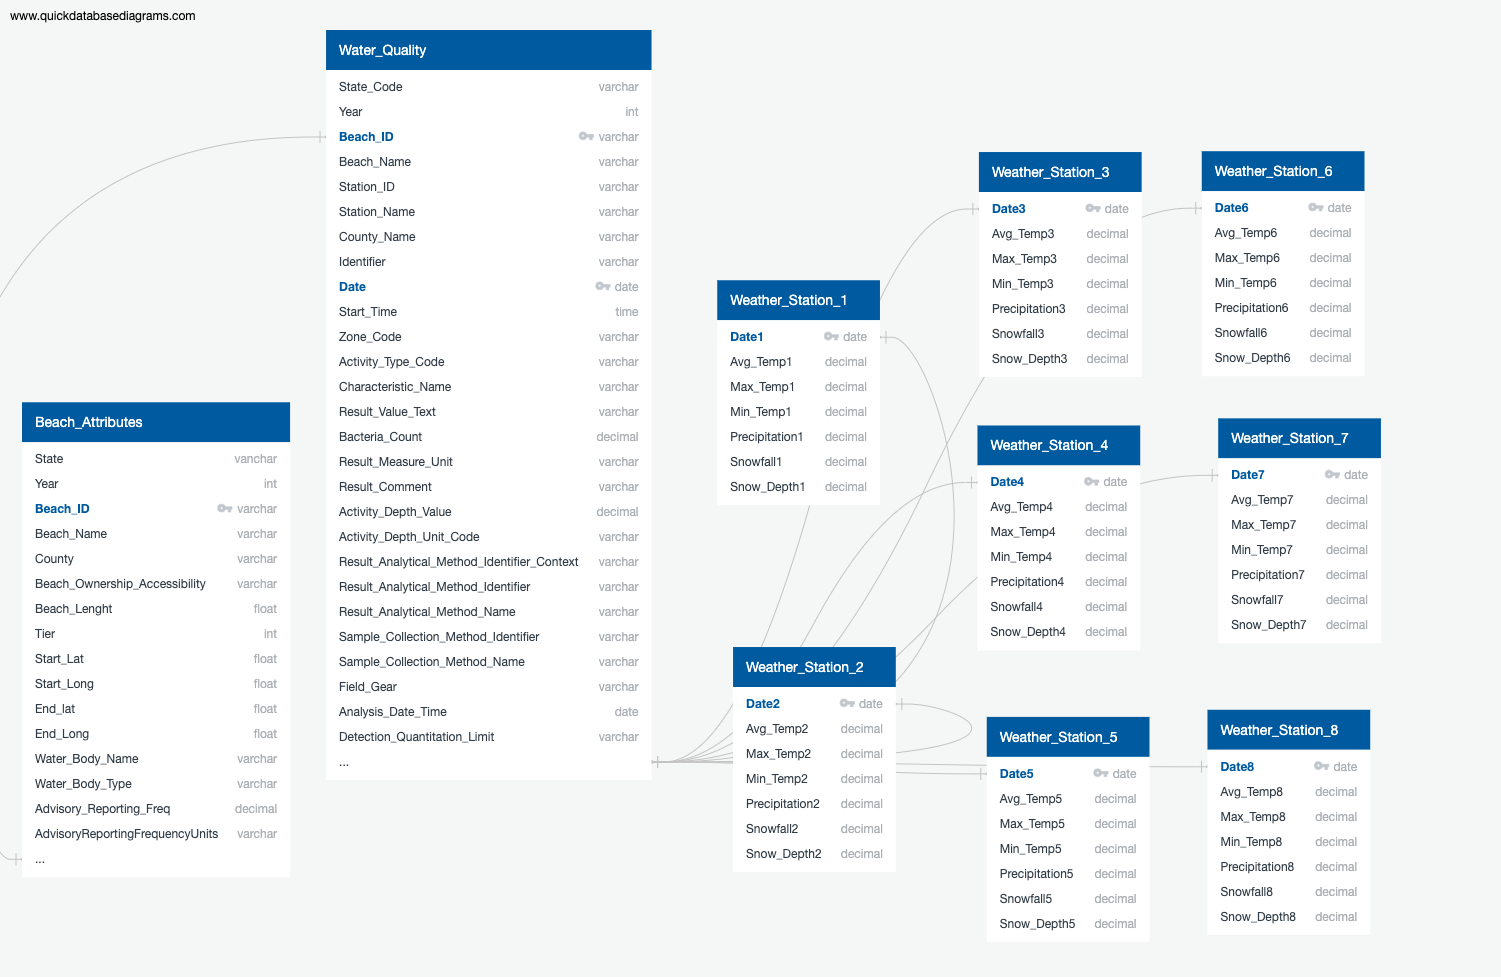 www.quickdatabasediagrams.com
Water_Quality
State_Code varchar
Year int
Beach_ID varchar
Beach_Name varchar
Station_ID varchar
Station_Name varchar
County_Name varchar
Identifier varchar
Date date
Start_Time time
Zone_Code varchar
Activity_Type_Code varchar
Characteristic_Name varchar
Result_Value_Text varchar
Bacteria_Count decimal
Result_Measure_Unit varchar
Result_Comment varchar
Activity_Depth_Value decimal
Activity_Depth_Unit_Code varchar
Result_Analytical_Method_Identifier_Context varchar
Result_Analytical_Method_Identifier varchar
Result_Analytical_Method_Name varchar
Sample_Collection_Method_Identifier varchar
Sample_Collection_Method_Name varchar
Field_Gear varchar
Analysis_Date_Time date
Detection_Quantitation_Limit varchar
...
Beach_Attributes
State vanchar
Year int
Beach_ID varchar
Beach_Name varchar
County varchar
Beach_Ownership_Accessibility varchar
Beach_Lenght float
Tier int
Start_Lat float
Start_Long float
End_lat float
End_Long float
Water_Body_Name varchar
Water_Body_Type varchar
Advisory_Reporting_Freq decimal
AdvisoryReportingFrequencyUnits varchar
...
Weather_Station_1
Date1 date
Avg_Temp1 decimal
Max_Temp1 decimal
Min_Temp1 decimal
Precipitation1 decimal
Snowfall1 decimal
Snow_Depth1 decimal
Weather_Station_2
Date2 date
Avg_Temp2 decimal
Max_Temp2 decimal
Min_Temp2 decimal
Precipitation2 decimal
Snowfall2 decimal
Snow_Depth2 decimal
Weather_Station_3
Date3 date
Avg_Temp3 decimal
Max_Temp3 decimal
Min_Temp3 decimal
Precipitation3 decimal
Snowfall3 decimal
Snow_Depth3 decimal
Weather_Station_4
Date4 date
Avg_Temp4 decimal
Max_Temp4 decimal
Min_Temp4 decimal
Precipitation4 decimal
Snowfall4 decimal
Snow_Depth4 decimal
Weather_Station_5
Date5 date
Avg_Temp5 decimal
Max_Temp5 decimal
Min_Temp5 decimal
Precipitation5 decimal
Snowfall5 decimal
Snow_Depth5 decimal
Weather_Station_6
Date6 date
Avg_Temp6 decimal
Max_Temp6 decimal
Min_Temp6 decimal
Precipitation6 decimal
Snowfall6 decimal
Snow_Depth6 decimal
Weather_Station_7
Date7 date
Avg_Temp7 decimal
Max_Temp7 decimal
Min_Temp7 decimal
Precipitation7 decimal
Snowfall7 decimal
Snow_Depth7 decimal
Weather_Station_8
Date8 date
Avg_Temp8 decimal
Max_Temp8 decimal
Min_Temp8 decimal
Precipitation8 decimal
Snowfall8 decimal
Snow_Depth8 decimal